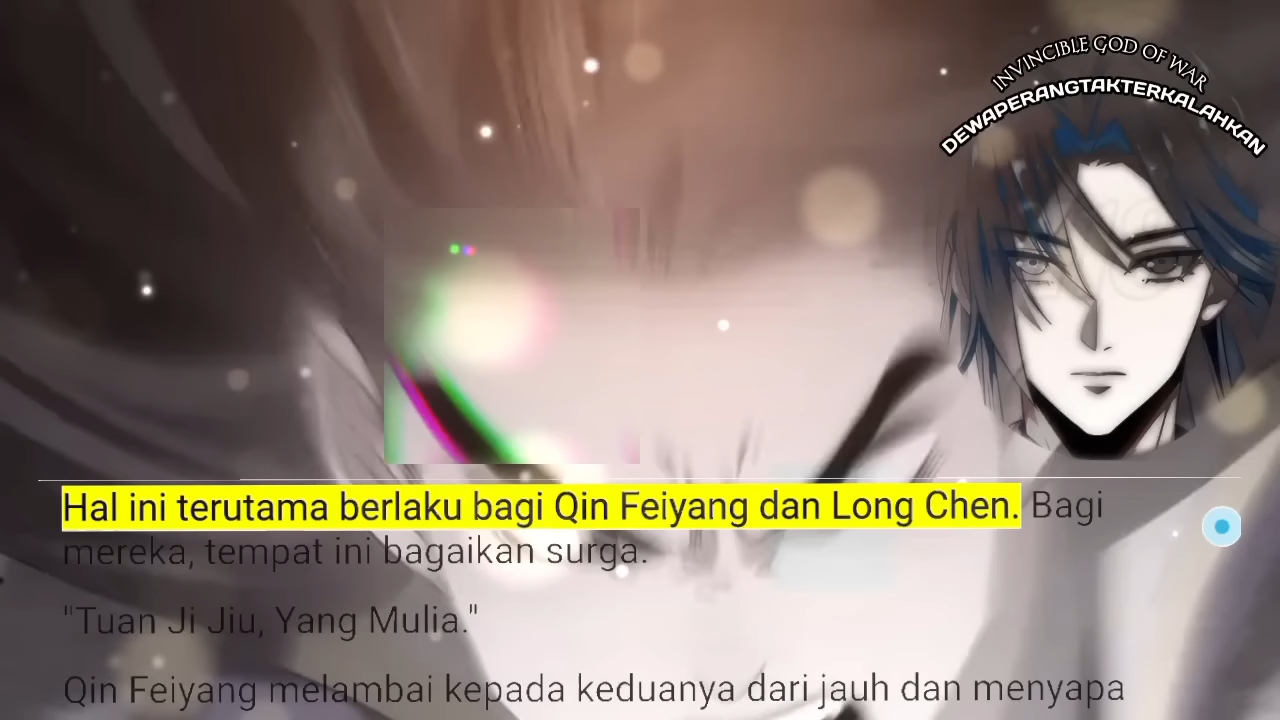 INVINCIBLE GOD OF WAR
DEWAPERANGTAKTERKALAHKAN
Hal ini terutama berlaku bagi Qin Feiyang dan Long Chen. Bagi
mereka, tempat ini bagaikan surga.
"Tuan Ji Jiu, Yang Mulia."
Qin Feiyang melambai kepada keduanya dari jauh dan menyapa